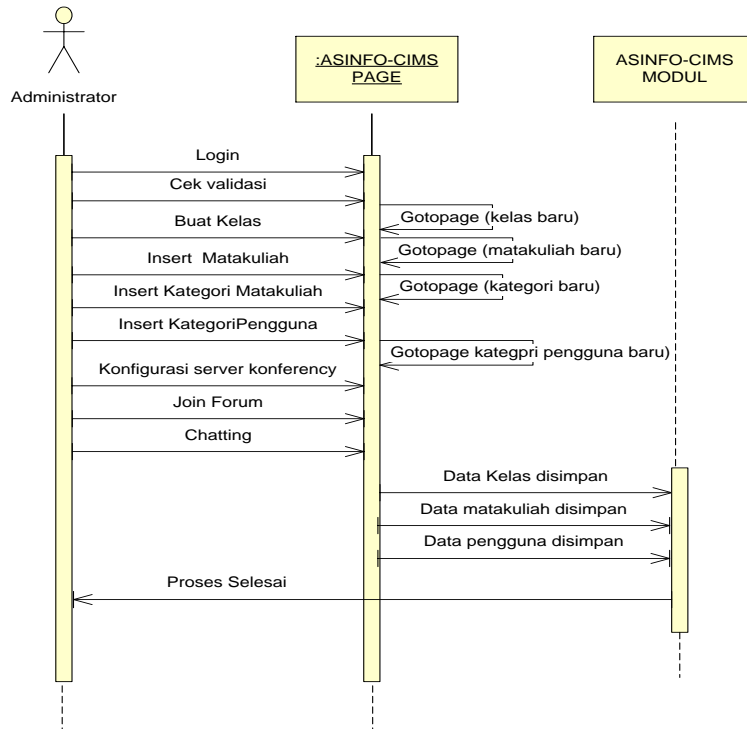 :ASINFO-CIMS
PAGE
ASINFO-CIMS
MODUL
Administrator
Login
Cek validasi
Gotopage (kelas baru)
Buat Kelas
Gotopage (matakuliah baru)
Insert  Matakuliah
Gotopage (kategori baru)
Insert Kategori Matakuliah
Insert KategoriPengguna
Gotopage kategpri pengguna baru)
Konfigurasi server konferency
Join Forum
Chatting
Data Kelas disimpan
Data matakuliah disimpan
Data pengguna disimpan
Proses Selesai